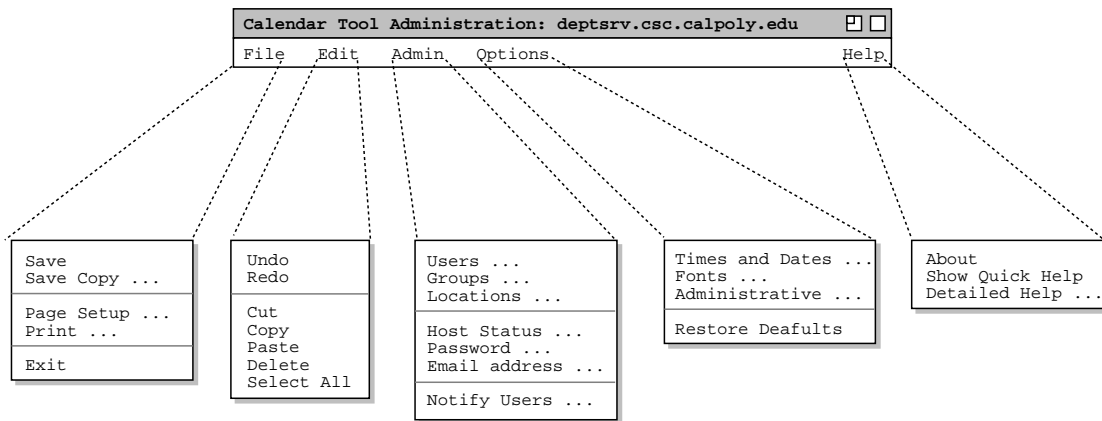 Calendar Tool Administration: deptsrv.csc.calpoly.edu
File Edit Admin Options Help
Save
Save Copy ...
Page Setup ...
Print ...
Exit
Undo
Redo
Cut
Copy
Paste
Delete
Select All
Users ...
Groups ...
Locations ...
Host Status ...
Password ...
Email address ...
Notify Users ...
Times and Dates ...
Fonts ...
Administrative ...
Restore Deafults
About
Show Quick Help
Detailed Help ...